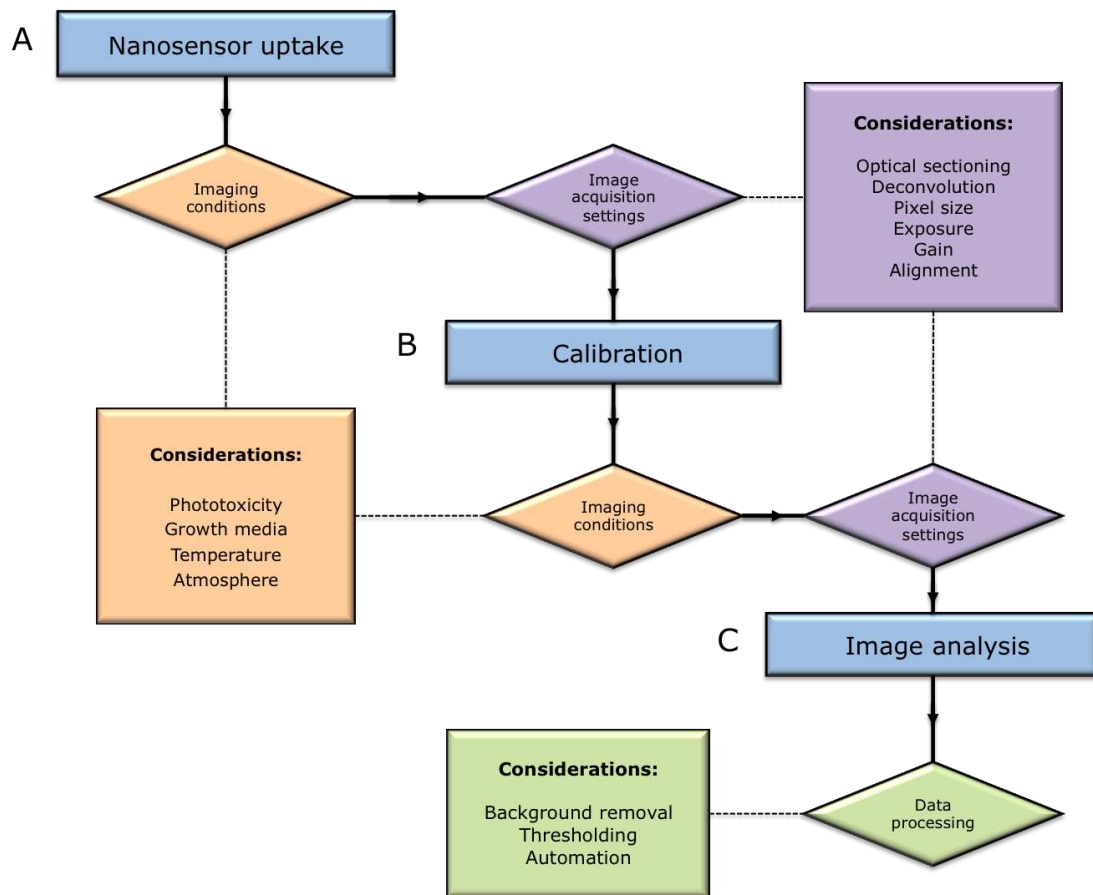 A
Nanosensor uptake
Considerations:
Optical sectioning
Deconvolution
Pixel size
Exposure
Gain
Alignment
Imaging
conditions
Image
acquisition
settings
B
Calibration
Considerations:
Phototoxicity
Growth media
Temperature
Atmosphere
Imaging
conditions
Image
acquisition
settings
C
Image analysis
Considerations:
Background removal
Thresholding
Automation
Data
processing